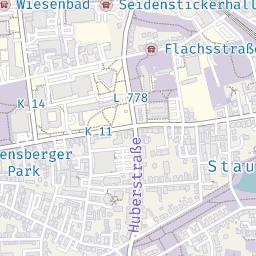 Wiesenbad
Seidenstickerhall
Flachsstraße
K 14
L 778
K 11
ensberger
Park
Stau
Huberstraße